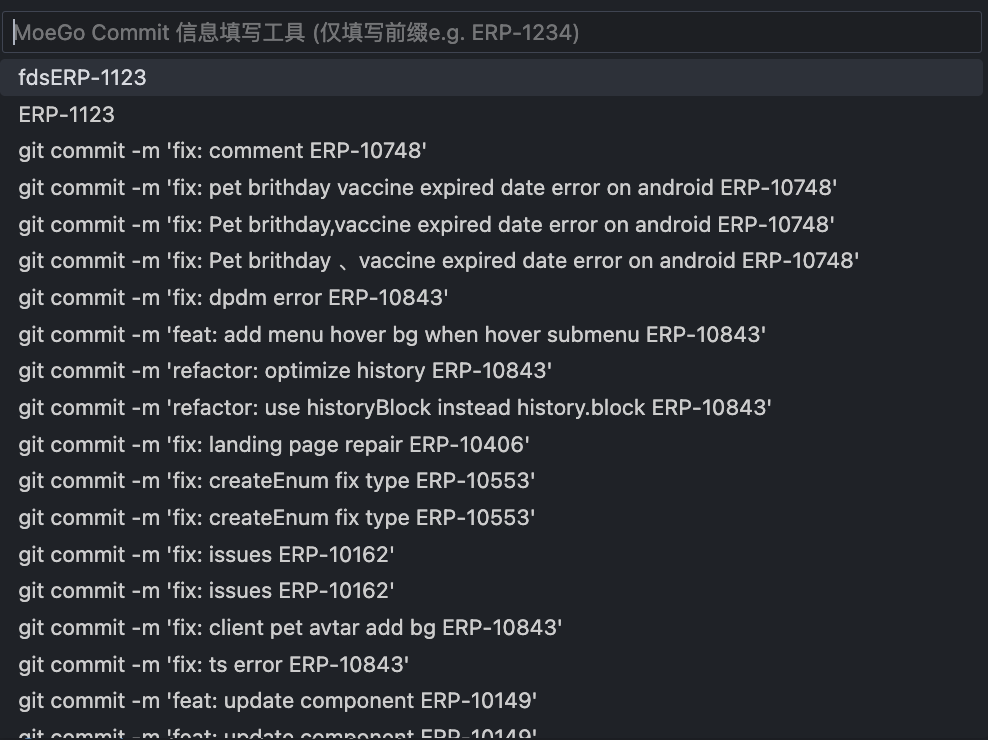 MoeGo Commit 信息填写工具 (仅填写前缀e.g. ERP-1234)
fdsERP-1123
ERP-1123
git commit -m 'fix: comment ERP-10748'
git commit -m 'fix: pet brithday vaccine expired date error on android ERP-10748'
git commit -m 'fix: Pet brithday,vaccine expired date error on android ERP-10748'
git commit -m 'fix: Pet brithday 、vaccine expired date error on android ERP-10748'
git commit -m 'fix: dpdm error ERP-10843'
git commit -m 'feat: add menu hover bg when hover submenu ERP-10843'
git commit -m 'refactor: optimize history ERP-10843'
git commit -m 'refactor: use historyBlock instead history.block ERP-10843'
git commit -m 'fix: landing page repair ERP-10406'
git commit -m 'fix: createEnum fix type ERP-10553'
git commit -m 'fix: createEnum fix type ERP-10553'
git commit -m 'fix: issues ERP-10162'
git commit -m 'fix: issues ERP-10162'
git commit -m 'fix: client pet avtar add bg ERP-10843'
git commit -m 'fix: ts error ERP-10843'
git commit -m 'feat: update component ERP-10149'
git commit -m 'feat: update component ERP-10149'